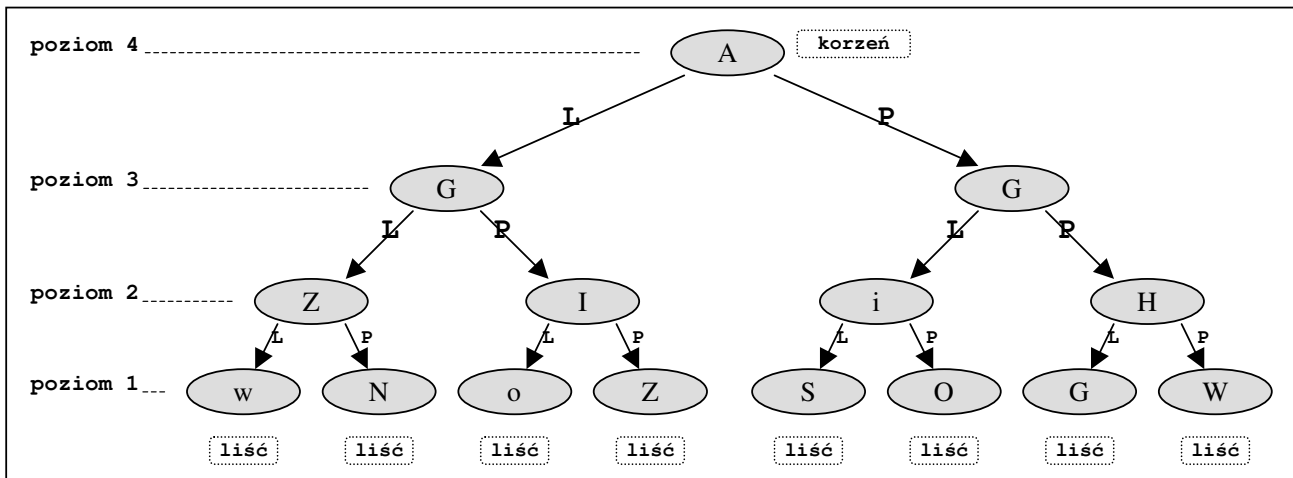 poziom 4 A korzeń
L P
poziom 3 G G
L P L P
poziom 2 Z I i H
L P L P L P L P
poziom 1 w N o Z S O G W
liść liść liść liść liść liść liść liść